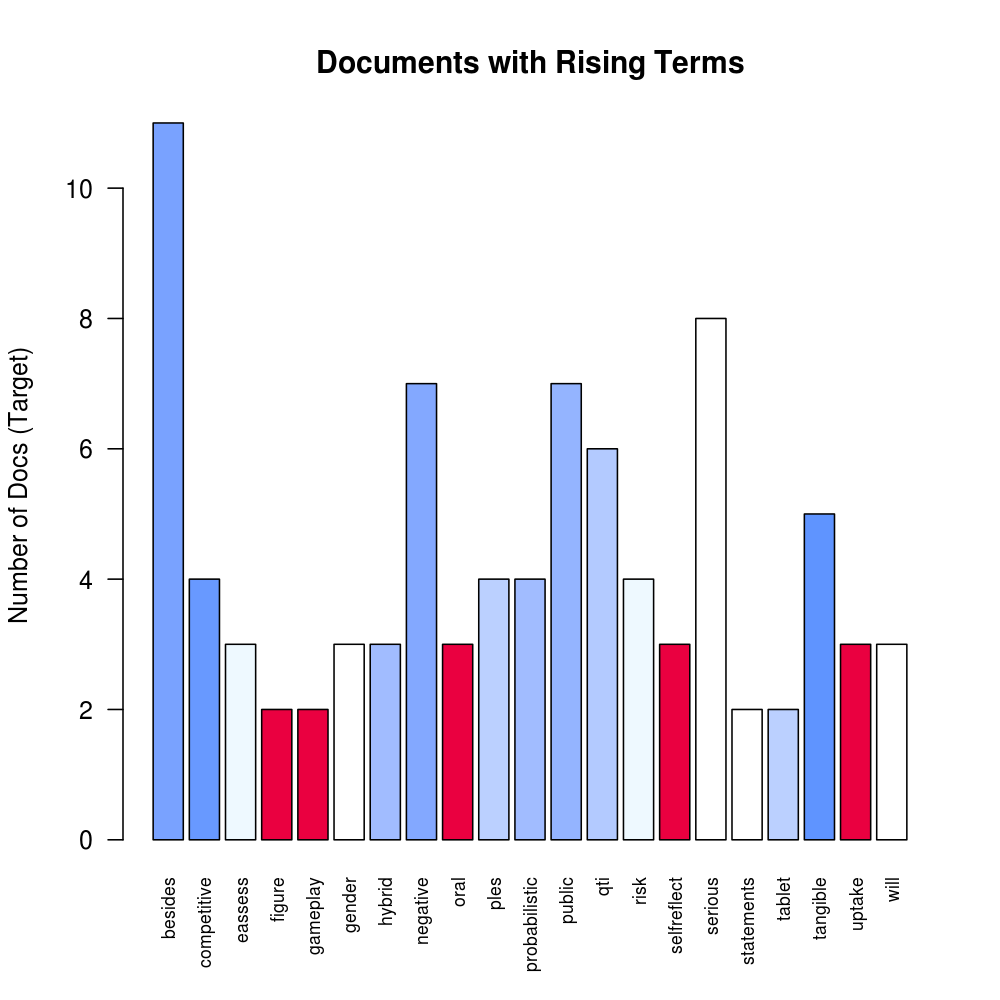 Documents with Rising Terms
Number of Docs (Target)
10
8
6
4
2
0
besides
competitive
eassess
figure
gameplay
gender
hybrid
negative
oral
ples
probabilistic
public
qti
risk
selfreflect
serious
statements
tablet
tangible
uptake
will